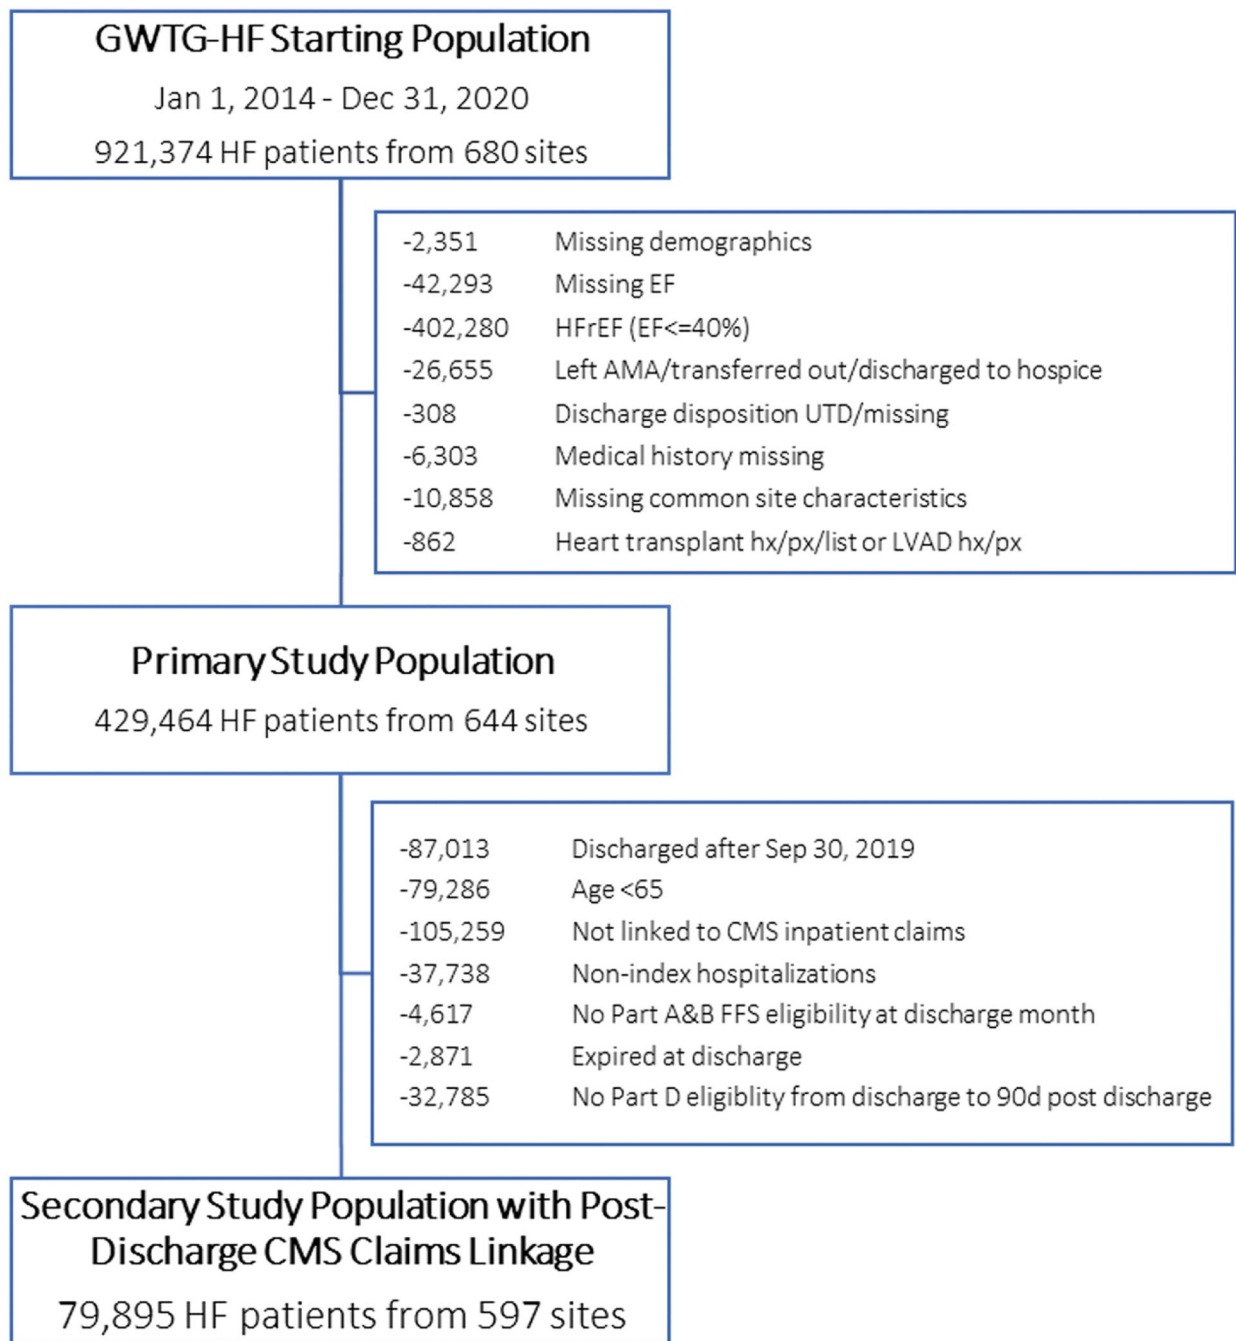 GWTG-HF Starting Population
Jan 1, 2014 - Dec 31, 2020
921,374 HF patients from 680 sites
-2,351 Missing demographics
-42,293 Missing EF
-402,280 HFrEF (EF<=40%)
-26,655 Left AMA/transferred out/discharged to hospice
-308 Discharge disposition UTD/missing
-6,303 Medical history missing
-10,858 Missing common site characteristics
-862 Heart transplant hx/px/list or LVAD hx/px
Primary Study Population
429,464 HF patients from 644 sites
-87,013 Discharged after Sep 30, 2019
-79,286 Age <65
-105,259 Not linked to CMS inpatient claims
-37,738 Non-index hospitalizations
-4,617 No Part A&B FFS eligibility at discharge month
-2,871 Expired at discharge
-32,785 No Part D eligiblity from discharge to 90d post discharge
Secondary Study Population with Post-
Discharge CMS Claims Linkage
79,895 HF patients from 597 sites